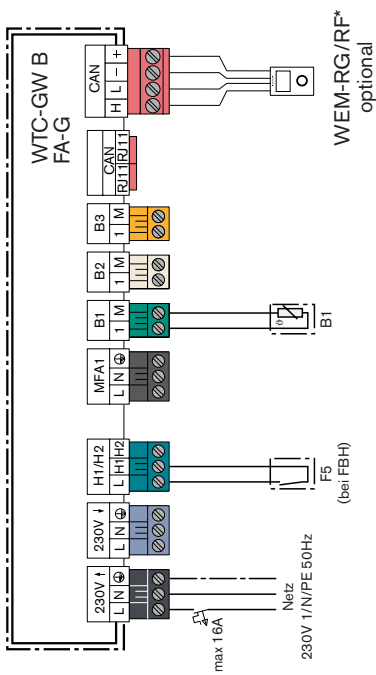 WTC-GW B
FA-G
230V ↑
L N
230V ↓
L N
H1/H2
L H1 H2
MFA1
L N
B1
1 M
B2
1 M
B3
1 M
CAN
RJ11 RJ11
CAN
H L − +
max 16A
Netz
230V 1/N/PE 50Hz
F5
(bei FBH)
ϑ
B1
WEM-RG/RF*
optional